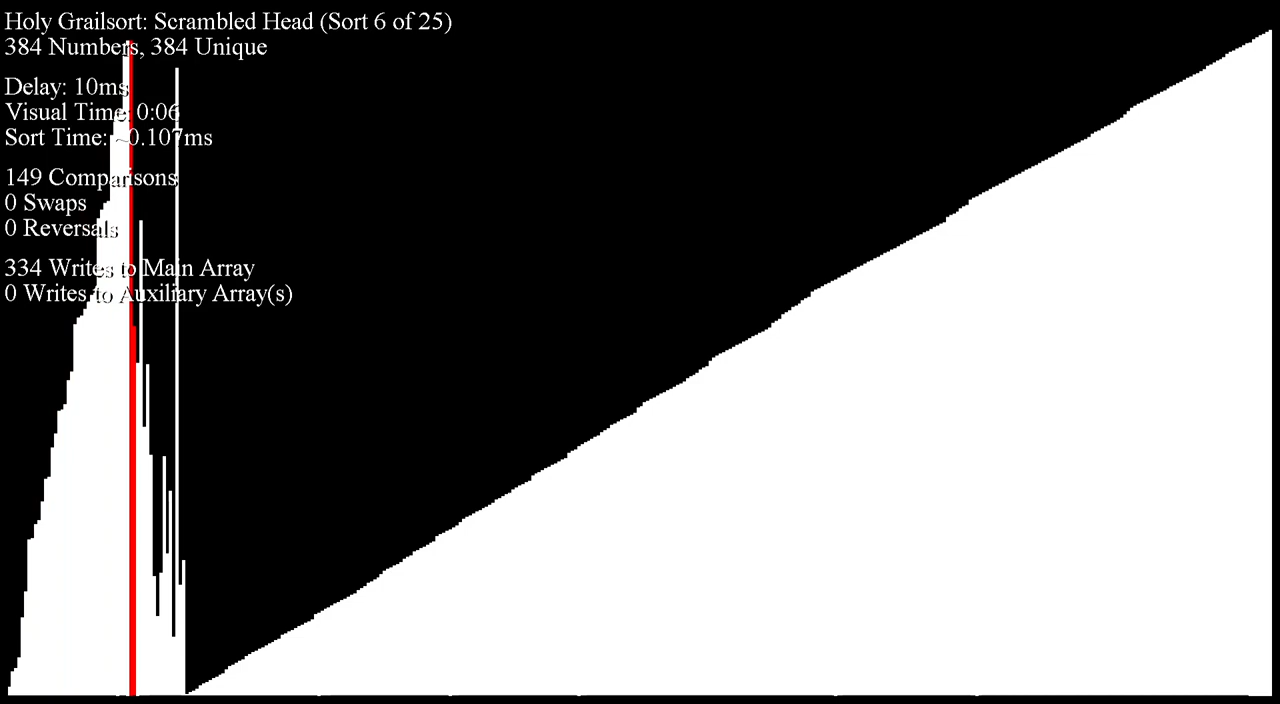 Holy Grailsort: Scrambled Head (Sort 6 of 25)
384 Numbers, 384 Unique
Delay: 10ms
Visual Time: 0:06
Sort Time: ~0.107ms
149 Comparisons
0 Swaps
0 Reversals
334 Writes to Main Array
0 Writes to Auxiliary Array(s)